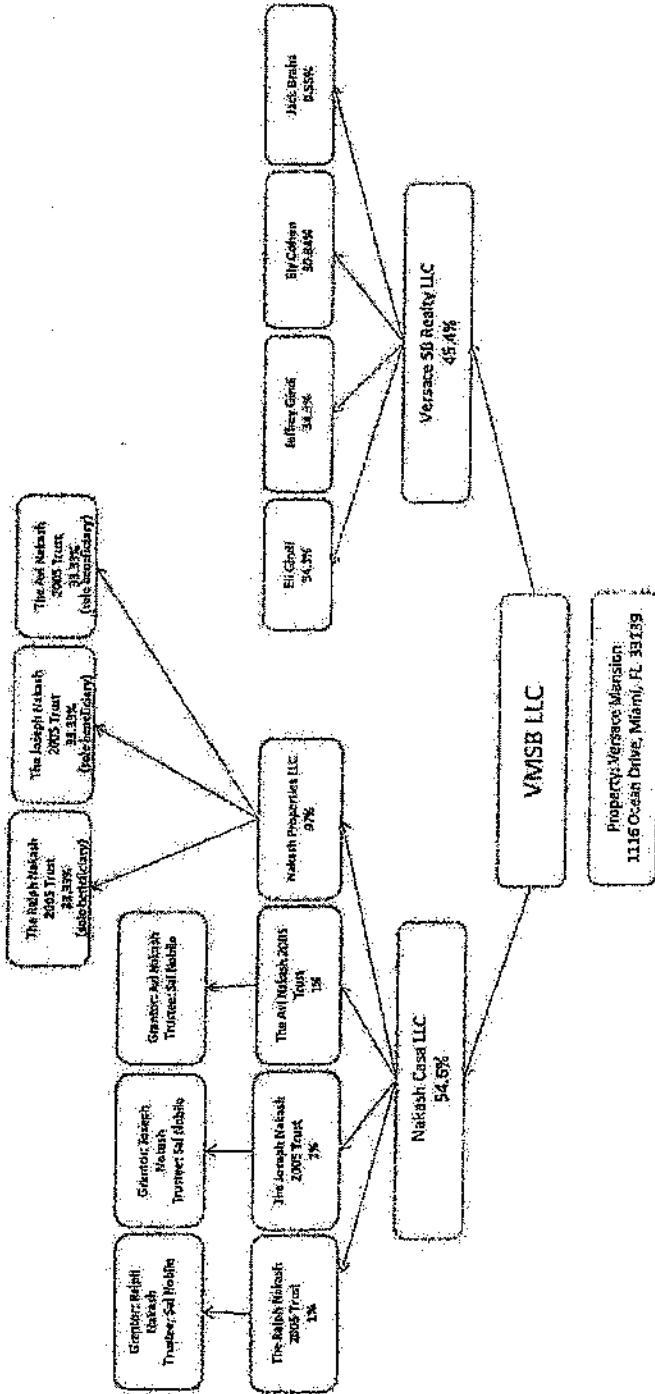 The Ralph Nakash
2005 Trust
33.33%
(sole beneficiary)
The Joseph Nakash
2005 Trust
33.33%
(sole beneficiary)
The Avi Nakash
2005 Trust,
33.33%
(sole beneficiary)
Grantor: Ralph
Nakash
Trustee: Sal Nobile
Grantor: Joseph
Nakash
Trustee: Sal Nobile
Grantor: Avi Nakash
Trustee: Sal Nobile
The Ralph Nakash
2005 Trust
1%
The Joseph Nakash
2005 Trust
1%
The Avi Nakash 2005
Trust
1%
Nakash Properties LLC
97%
Eli Gindi
34.3%
Jeffrey Gindi
34.3%
Ely Cohen
30.84%
Jack Braha
0.55%
Nakash Casa LLC
54.6%
Versace SB Realty LLC
45.4%
VMSB LLC
Property: Versace Mansion
1116 Ocean Drive, Miami, FL 33139